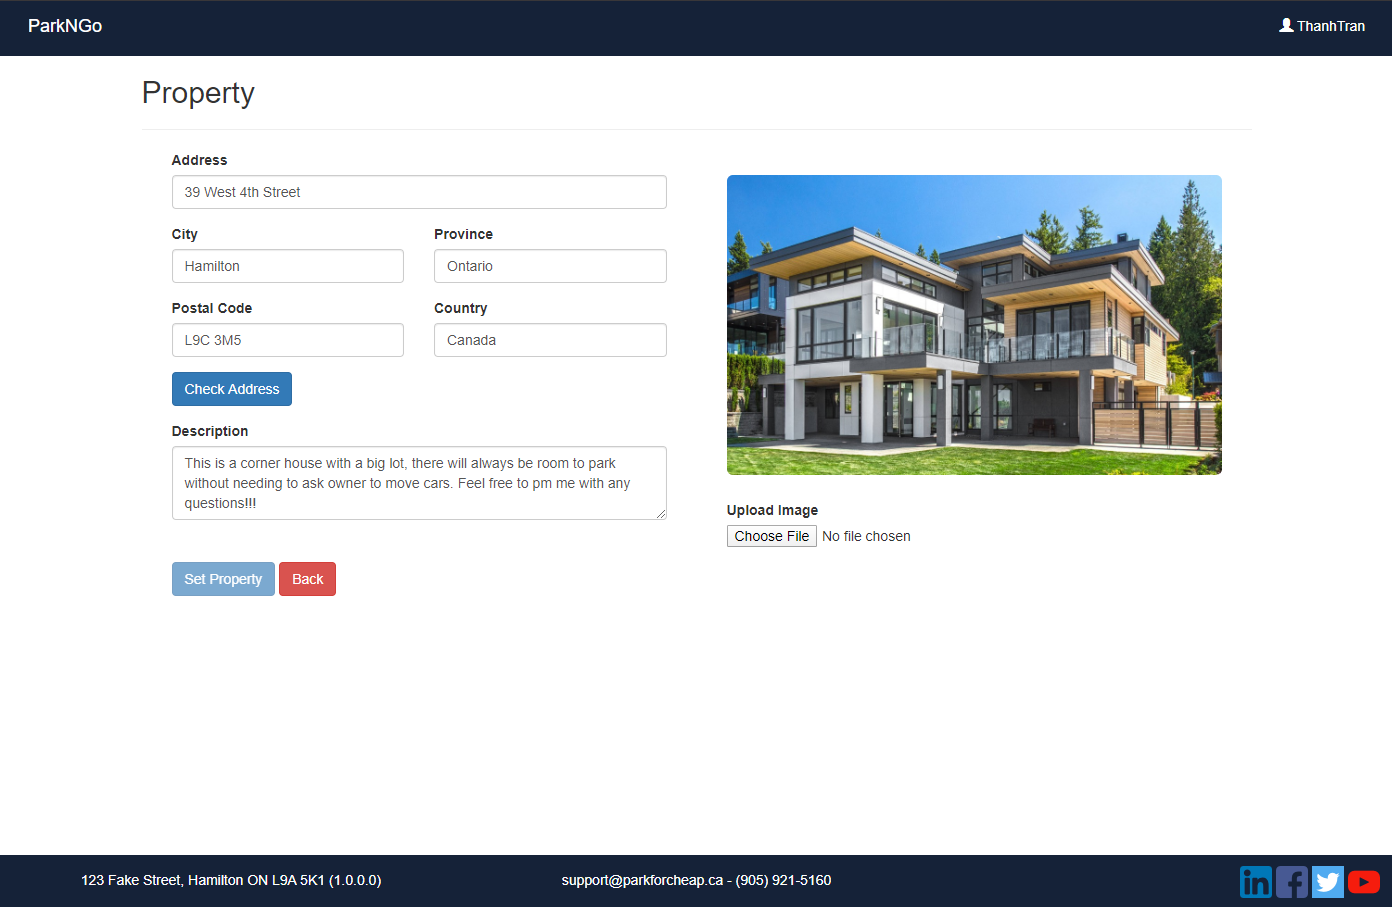 ParkNGo
ThanhTran
Property
Address
39 West 4th Street
City
Province
Hamilton
Ontario
Postal Code
Country
L9C 3M5
Canada
Check Address
Description
This is a corner house with a big lot, there will always be room to park
without needing to ask owner to move cars. Feel free to pm me with any
questions!!!
Upload Image
Choose File No file chosen
Set Property
Back
123 Fake Street, Hamilton ON L9A 5K1 (1.0.0.0)
support@parkforcheap.ca - (905) 921-5160
in
f